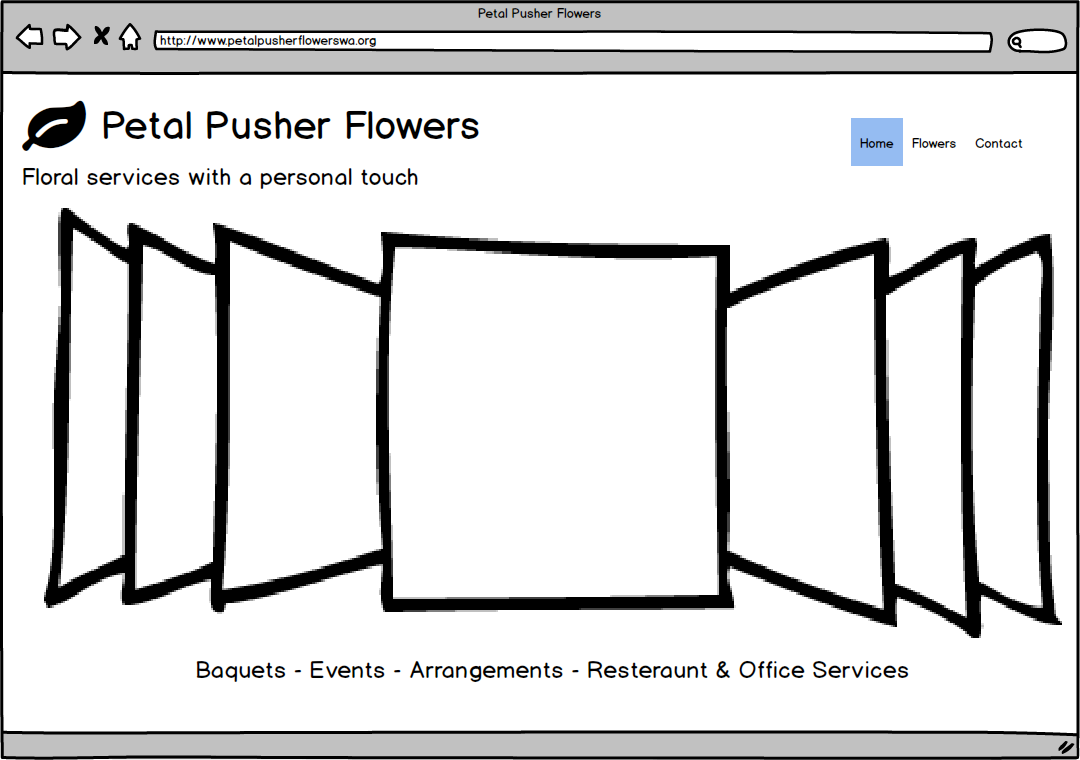 Petal Pusher Flowers
http://www.petalpusherflowerswa.org
Petal Pusher Flowers
Home Flowers Contact
Floral services with a personal touch
Baquets - Events - Arrangements - Resteraunt & Office Services